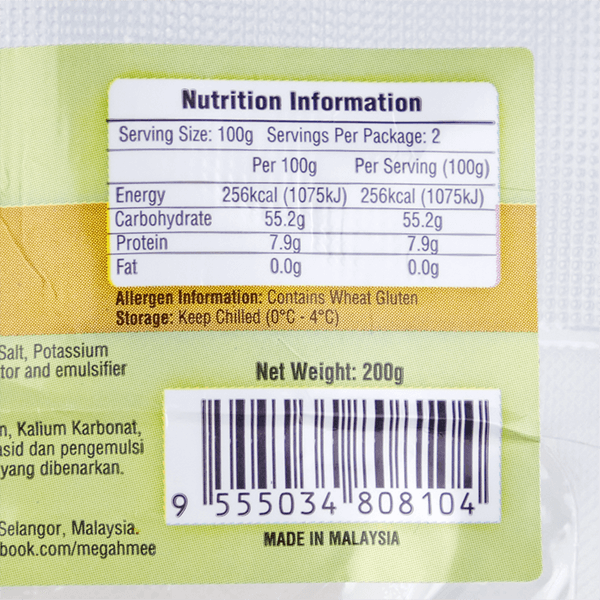 Nutrition Information
Serving Size: 100g Servings Per Package: 2
Per 100g Per Serving (100g)
Energy 256kcal (1075kJ) 256kcal (1075kJ)
Carbohydrate 55.2g 55.2g
Protein 7.9g 7.9g
Fat 0.0g 0.0g
Allergen Information: Contains Wheat Gluten
Storage: Keep Chilled (0°C - 4°C)
Salt, Potassium
tor and emulsifier
Net Weight: 200g
n, Kalium Karbonat,
asid dan pengemulsi
yang dibenarkan.
9 555034 808104
Selangor, Malaysia.
book.com/megahmee
MADE IN MALAYSIA